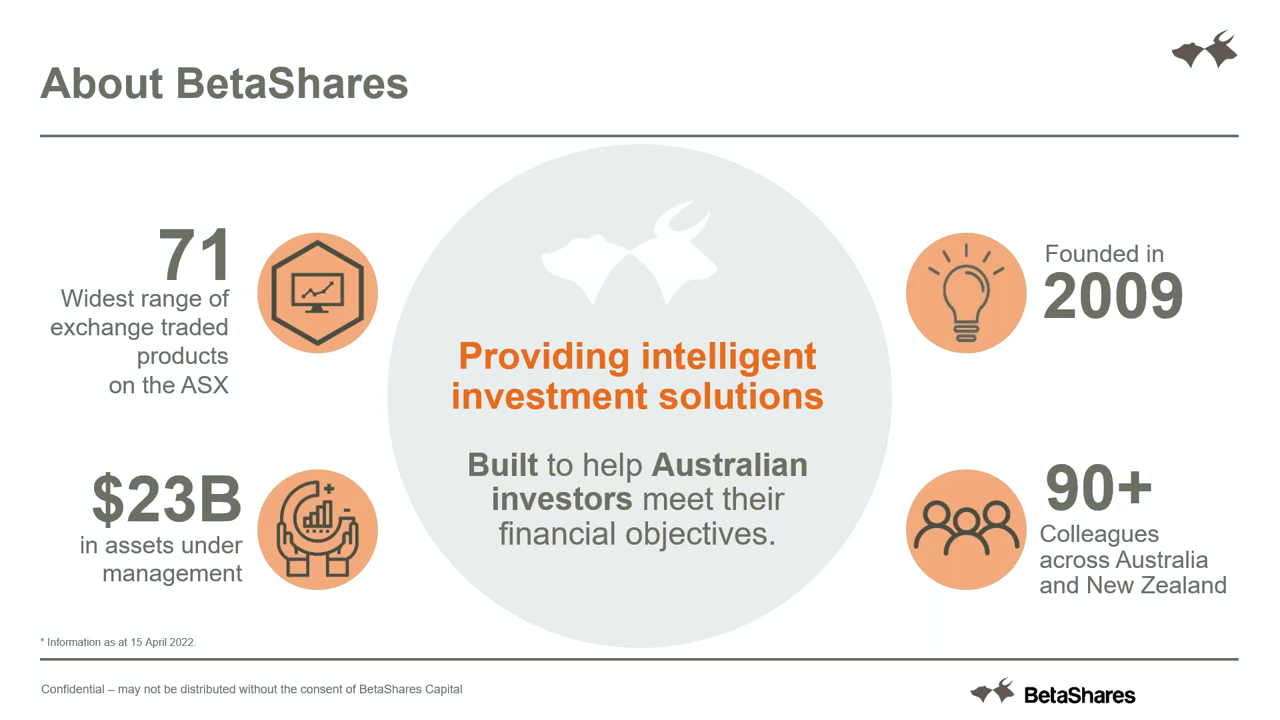 About BetaShares
71
Widest range of
exchange traded
products
on the ASX
$23B
in assets under
management
Providing intelligent
investment solutions
Built to help Australian
investors meet their
financial objectives.
Founded in
2009
90+
Colleagues
across Australia
and New Zealand
* Information as at 15 April 2022.
Confidential – may not be distributed without the consent of BetaShares Capital
BetaShares